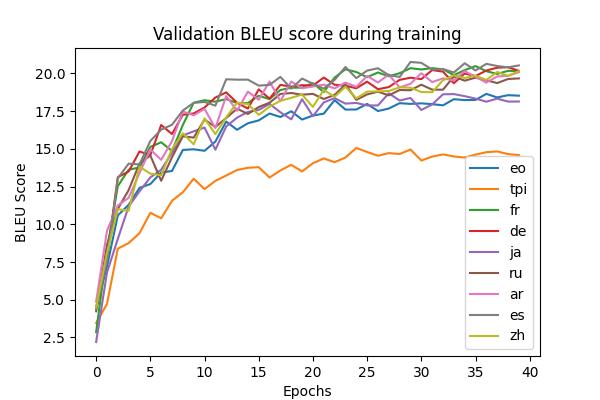 Validation BLEU score during training
BLEU Score
20.0
17.5
15.0
12.5
10.0
7.5
5.0
2.5
0 5 10 15 20 25 30 35 40
Epochs
eo
tpi
fr
de
ja
ru
ar
es
zh